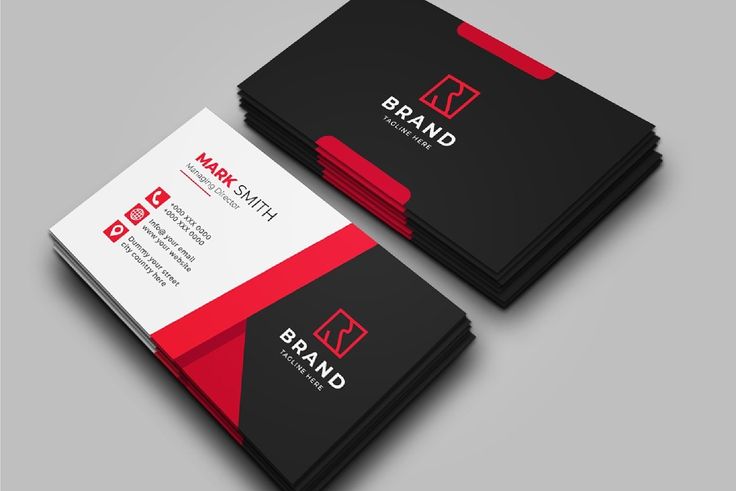 MARK SMITH
Managing Director
+000 XXX 0000
+000 XXX 0000
Info@ your email
www your website
Dummy your street
city country here
BRAND
TAGLINE HERE
BRAND
TAGLINE HERE